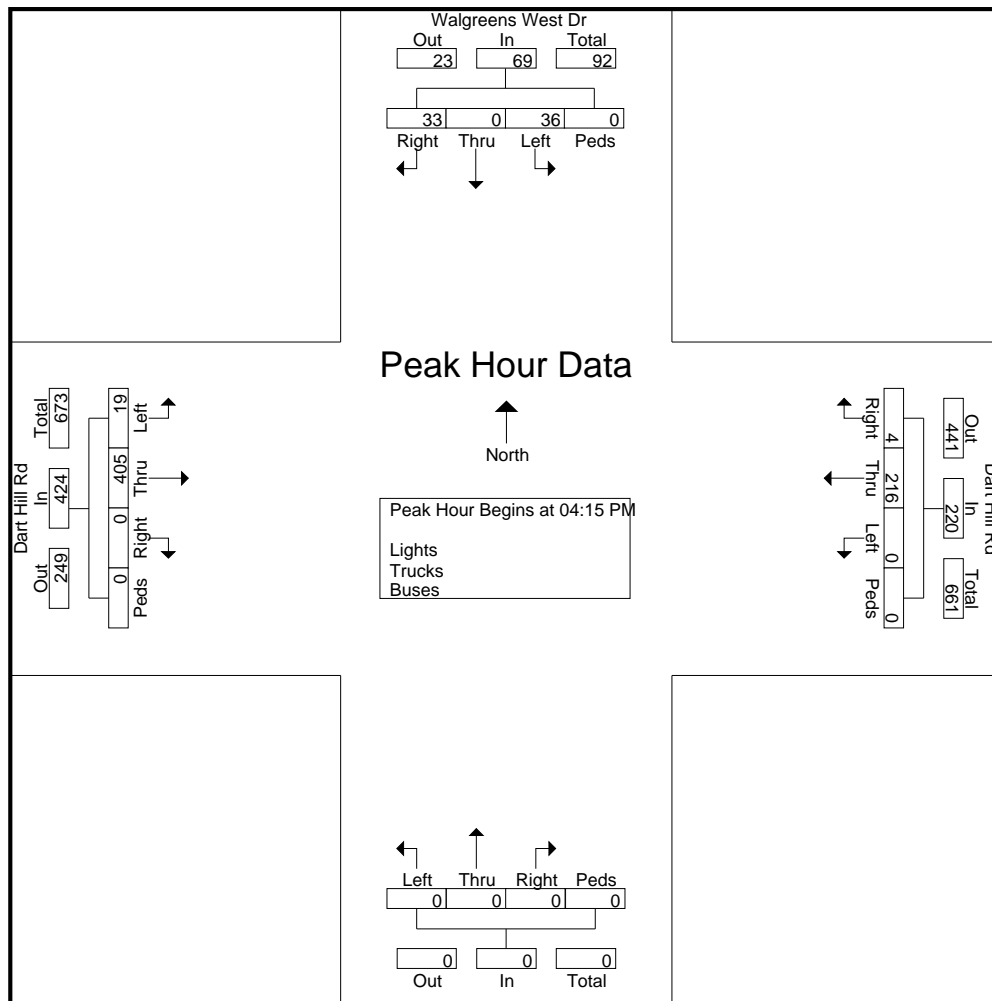 Walgreens West Dr
Out In Total
23 69 92
33 0 36 0
Right Thru Left Peds
Peak Hour Data
North
Peak Hour Begins at 04:15 PM
Lights
Trucks
Buses
Dart Hill Rd
Total In Out
673 424 249
19 405 0 0
Left Thru Right Peds
Right Thru Left Peds
4 216 0 0
Out In Total
441 220 661
Dart Hill Rd
Left Thru Right Peds
0 0 0 0
0 0 0
Out In Total